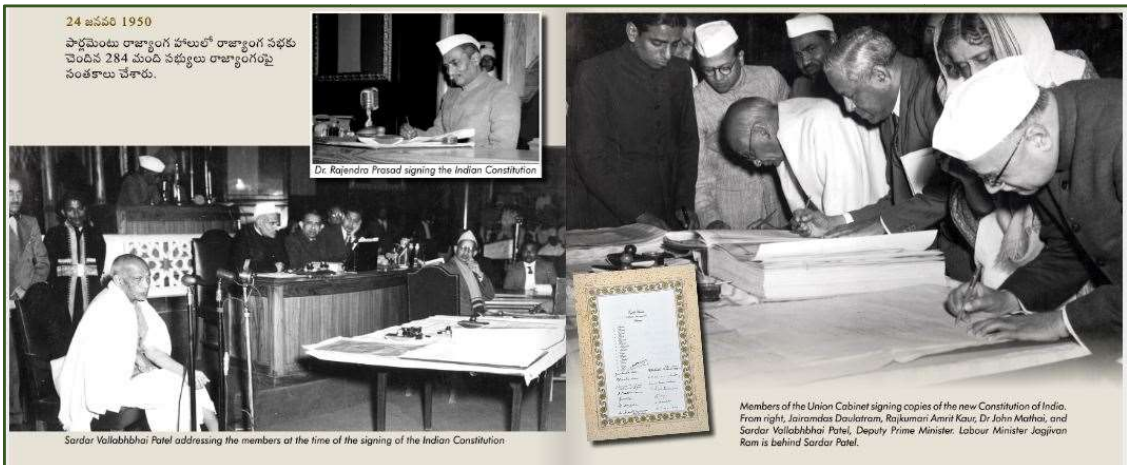 24 జనవరి 1950
పార్లమెంటు రాజ్యాంగ హాలులో రాజ్యాంగ సభకు
చెందిన 284 మంది సభ్యులు రాజ్యాంగంపై
సంతకాలు చేశారు.
Dr. Rajendra Prasad signing the Indian Constitution
Sardar Vallabhbhai Patel addressing the members at the time of the signing of the Indian Constitution
Members of the Union Cabinet signing copies of the new Constitution of India.
From right, Jairamdas Daulatram, Rajkumari Amrit Kaur, Dr John Mathai, and
Sardar Vallabhbhai Patel, Deputy Prime Minister. Labour Minister Jagjivan
Ram is behind Sardar Patel.